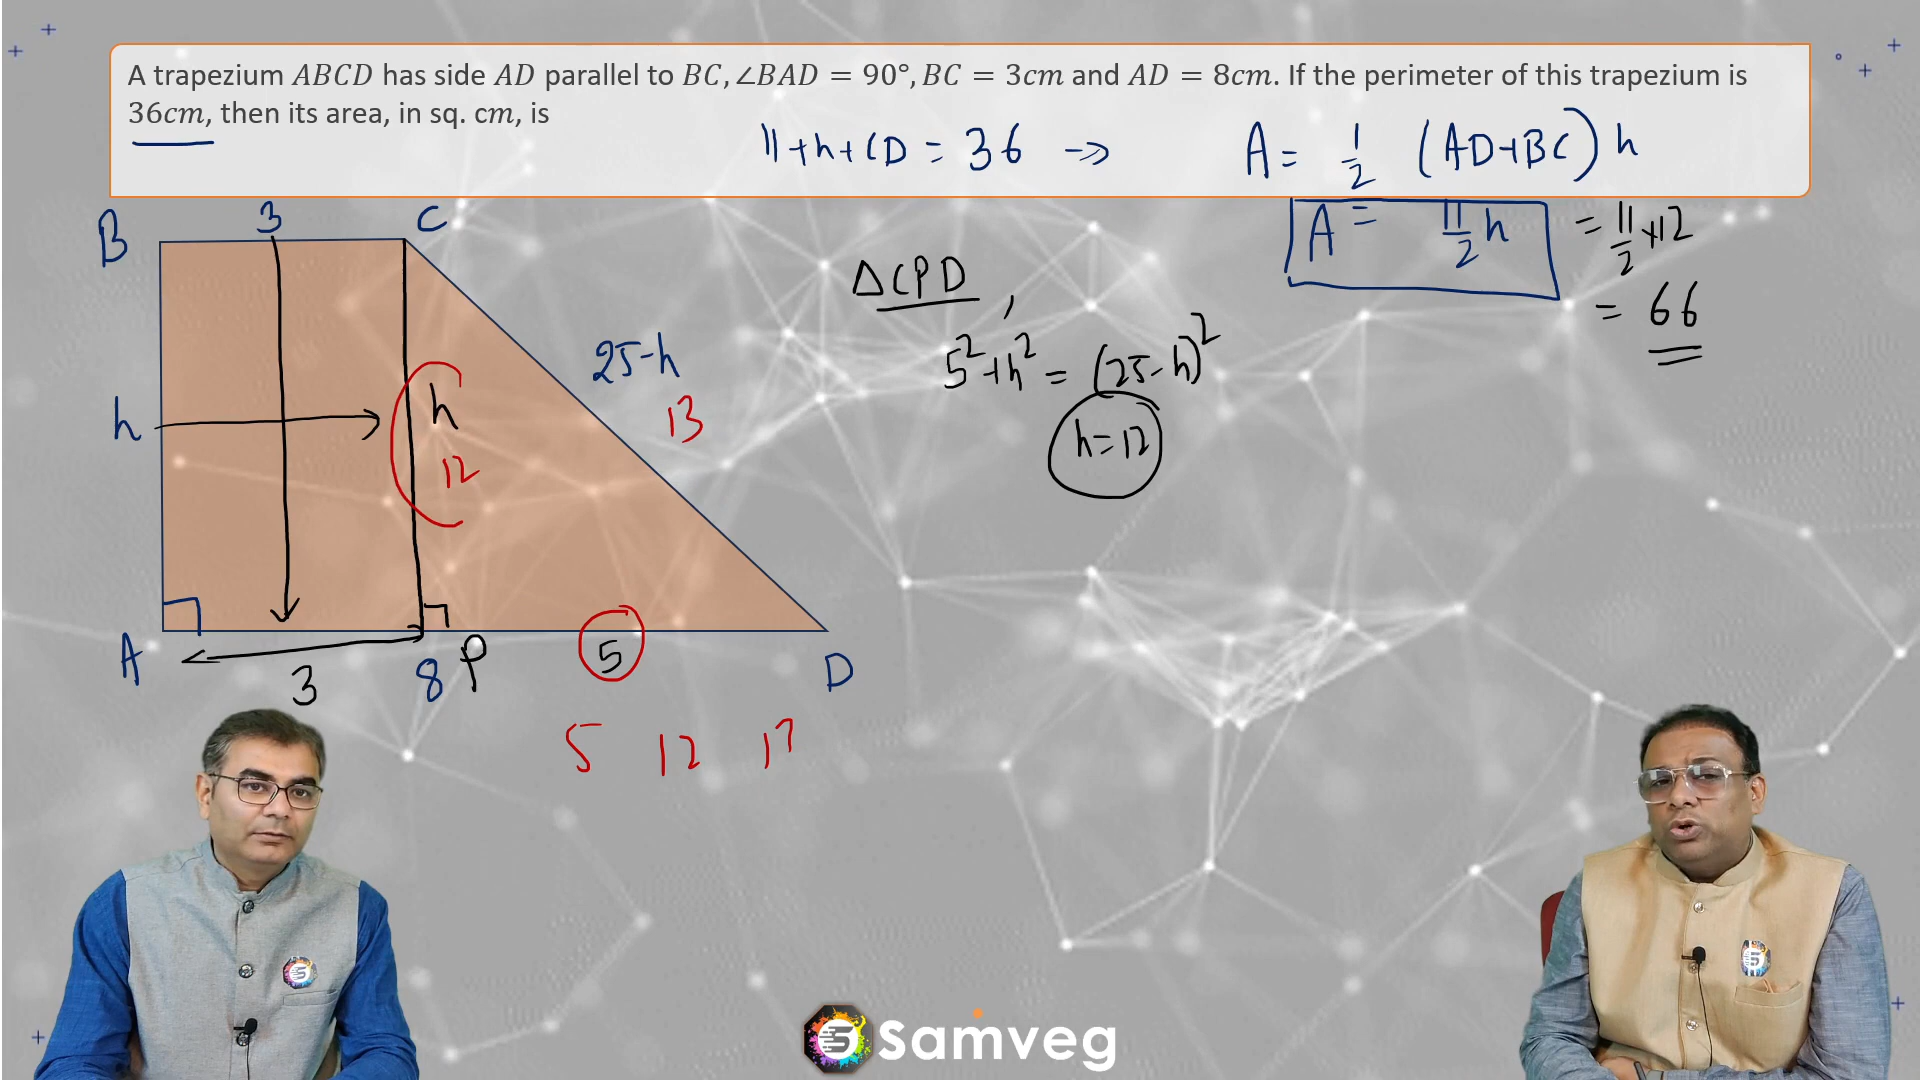 A trapezium ABCD has side AD parallel to BC, ∠BAD = 90°, BC = 3cm and AD = 8cm. If the perimeter of this trapezium is
36cm, then its area, in sq. cm, is
11+h+CD = 36 → A = 1/2 (AD+BC) h
A = 11/2 h = 11/2 × 12
= 66
B 3 C
ΔCPD,
5² + h² = (25-h)²
h = 12
25-h
13
h
h
12
A 3 8 P 5 D
5 12 13
Samveg